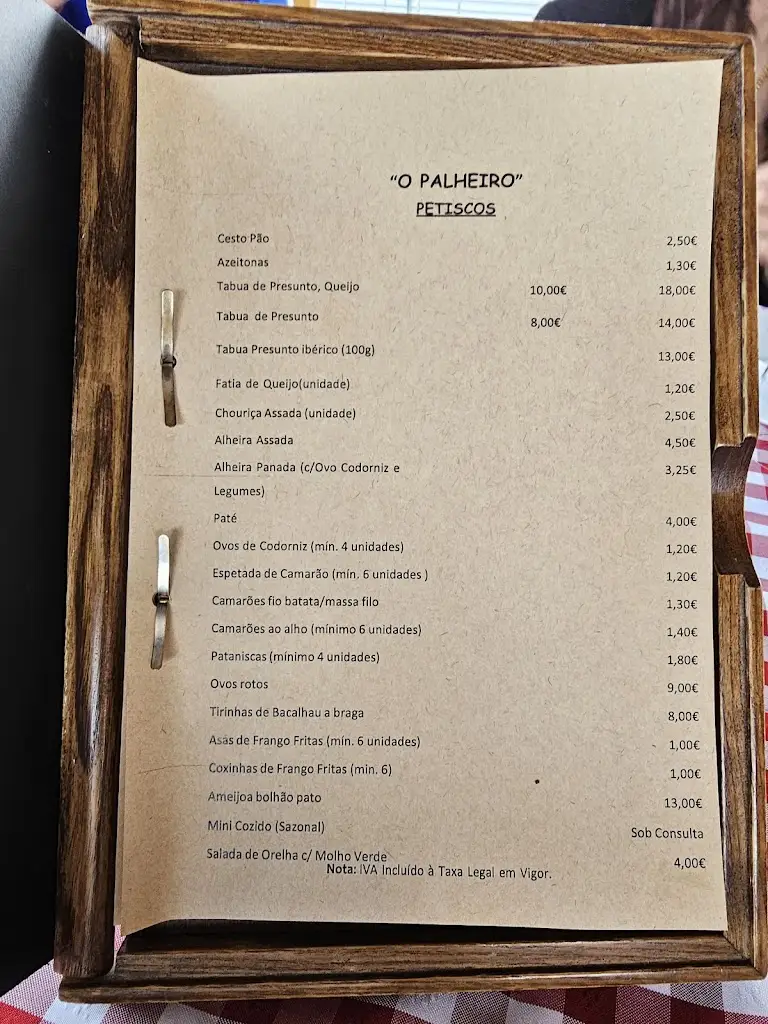 “O PALHEIRO”
PETISCOS
Cesto Pão 2,50€
Azeitonas 1,30€
Tabua de Presunto, Queijo 10,00€ 18,00€
Tabua de Presunto 8,00€ 14,00€
Tabua Presunto ibérico (100g) 13,00€
Fatia de Queijo(unidade) 1,20€
Chouriça Assada (unidade) 2,50€
Alheira Assada 4,50€
Alheira Panada (c/Ovo Codorniz e 3,25€
Legumes)
Paté 4,00€
Ovos de Codorniz (mín. 4 unidades) 1,20€
Espetada de Camarão (mín. 6 unidades ) 1,20€
Camarões fio batata/massa filo 1,30€
Camarões ao alho (mínimo 6 unidades) 1,40€
Pataniscas (mínimo 4 unidades) 1,80€
Ovos rotos 9,00€
Tirinhas de Bacalhau a braga 8,00€
Asas de Frango Fritas (mín. 6 unidades) 1,00€
Coxinhas de Frango Fritas (min. 6) 1,00€
Ameijoa bolhão pato 13,00€
Mini Cozido (Sazonal) Sob Consulta
Salada de Orelha c/ Molho Verde 4,00€
Nota: IVA Incluído à Taxa Legal em Vigor.